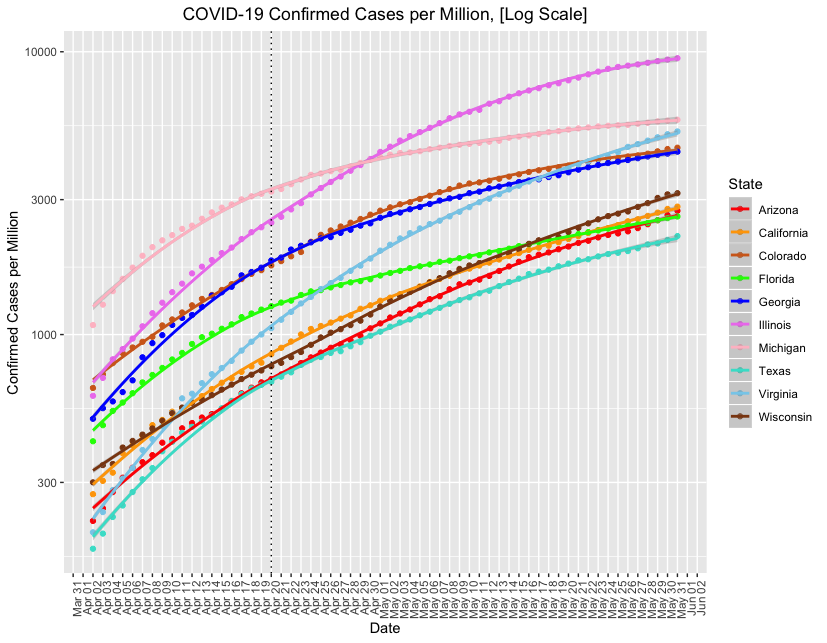 COVID-19 Confirmed Cases per Million, [Log Scale]
Confirmed Cases per Million
10000
3000
1000
300
Mar 31
Apr 01
Apr 02
Apr 03
Apr 04
Apr 05
Apr 06
Apr 07
Apr 08
Apr 09
Apr 10
Apr 11
Apr 12
Apr 13
Apr 14
Apr 15
Apr 16
Apr 17
Apr 18
Apr 19
Apr 20
Apr 21
Apr 22
Apr 23
Apr 24
Apr 25
Apr 26
Apr 27
Apr 28
Apr 29
Apr 30
May 01
May 02
May 03
May 04
May 05
May 06
May 07
May 08
May 09
May 10
May 11
May 12
May 13
May 14
May 15
May 16
May 17
May 18
May 19
May 20
May 21
May 22
May 23
May 24
May 25
May 26
May 27
May 28
May 29
May 30
May 31
Jun 01
Jun 02
Date
State
Arizona
California
Colorado
Florida
Georgia
Illinois
Michigan
Texas
Virginia
Wisconsin